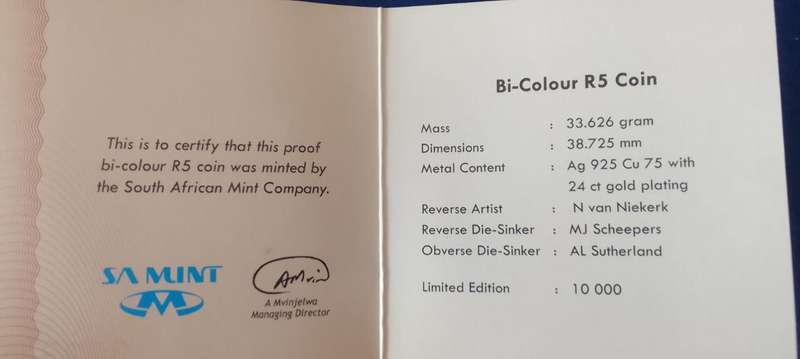 This is to certify that this proof
bi-colour R5 coin was minted by
the South African Mint Company.
SA MINT
AMvin
A Mvinjelwa
Managing Director
Bi-Colour R5 Coin
Mass : 33.626 gram
Dimensions : 38.725 mm
Metal Content : Ag 925 Cu 75 with
24 ct gold plating
Reverse Artist : N van Niekerk
Reverse Die-Sinker : MJ Scheepers
Obverse Die-Sinker : AL Sutherland
Limited Edition : 10 000